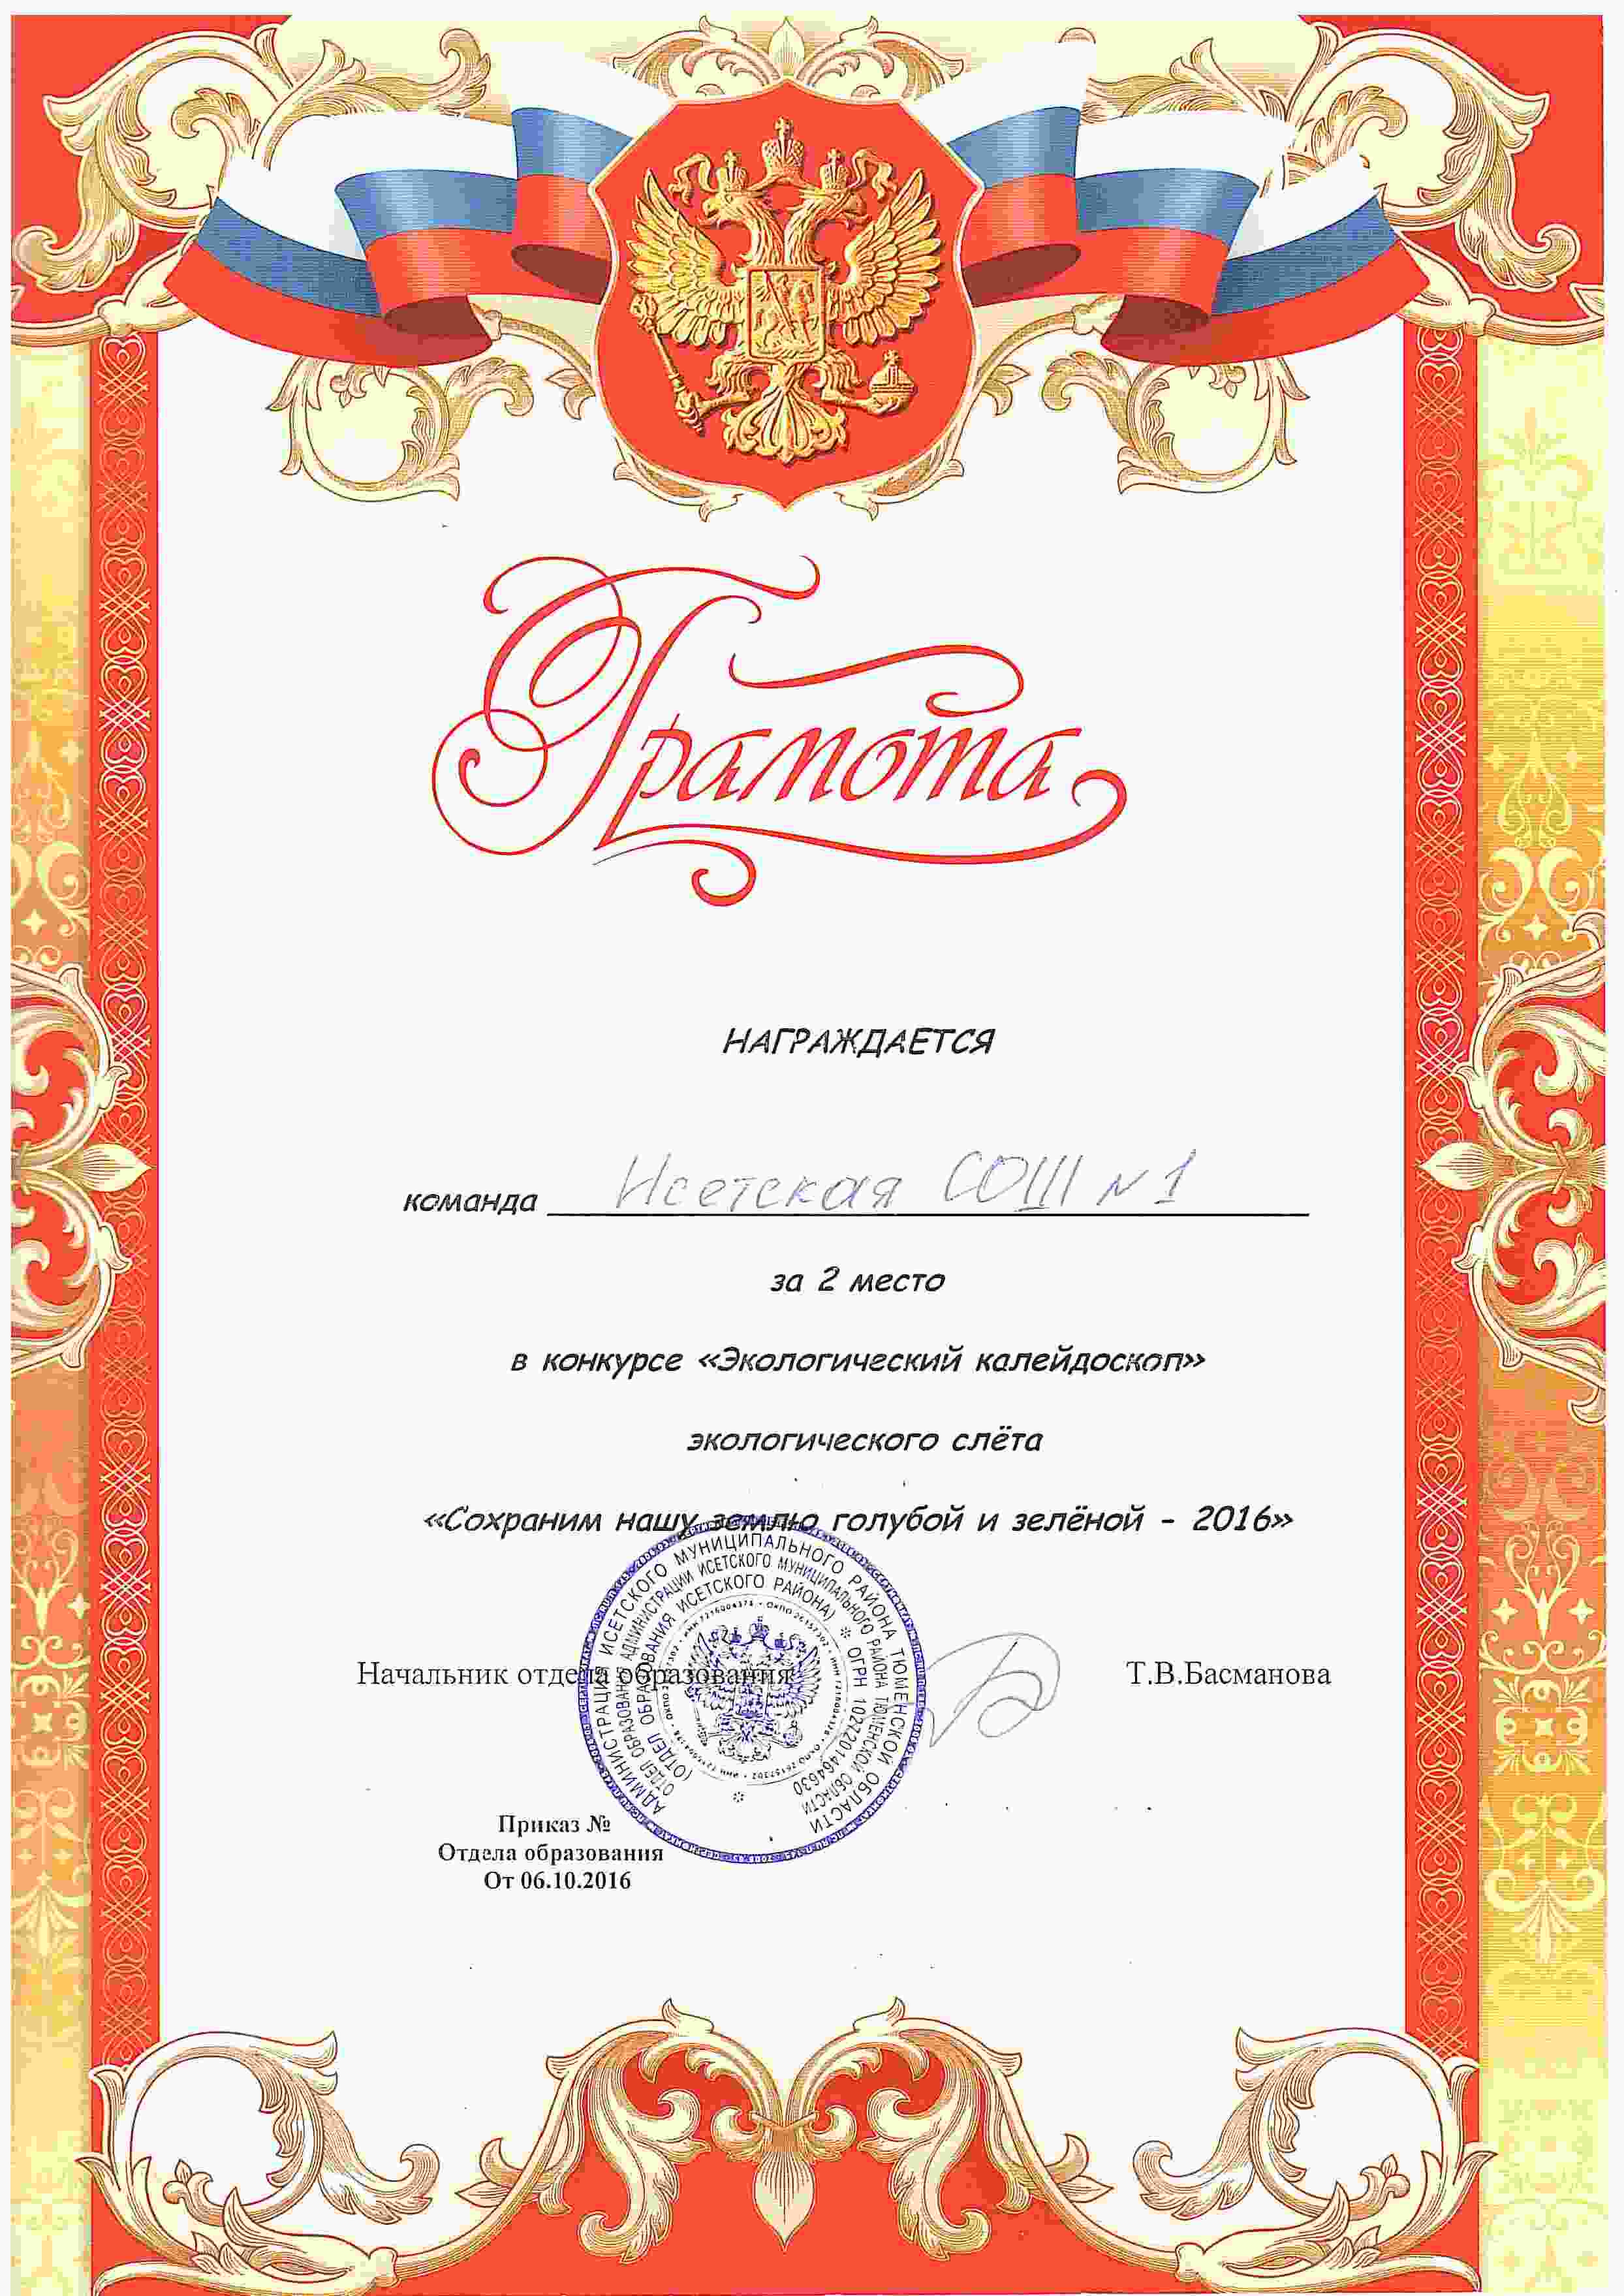 Грамота
НАГРАЖДАЕТСЯ
команда Исетская СОШ №1
за 2 место
в конкурсе «Экологический калейдоскоп»
экологического слёта
«Сохраним нашу землю голубой и зелёной - 2016»
Начальник отдела образования Т.В.Басманова
АДМИНИСТРАЦИЯ ИСЕТСКОГО МУНИЦИПАЛЬНОГО РАЙОНА ТЮМЕНСКОЙ ОБЛАСТИ
ОТДЕЛ ОБРАЗОВАНИЯ АДМИНИСТРАЦИИ ИСЕТСКОГО МУНИЦИПАЛЬНОГО РАЙОНА ТЮМЕНСКОЙ ОБЛАСТИ
(ОТДЕЛ ОБРАЗОВАНИЯ ИСЕТСКОГО РАЙОНА) * ОГРН 1027201464630 *
Приказ №
Отдела образования
От 06.10.2016